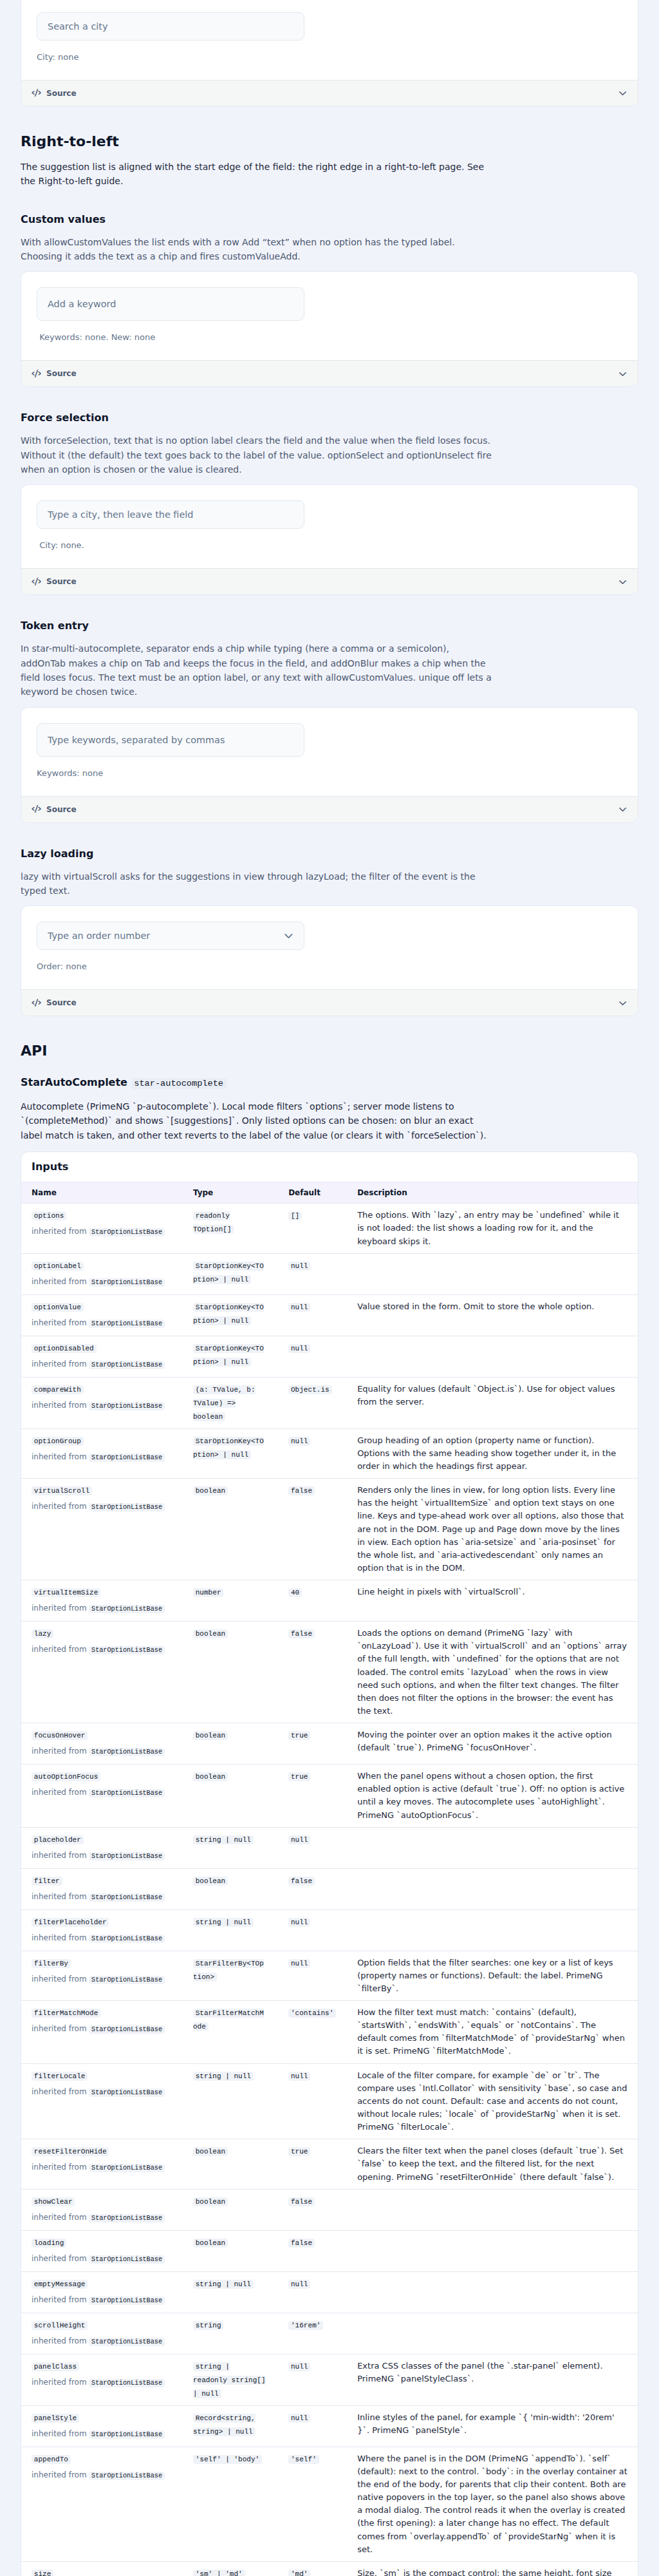 Search a city
City: none
Source
Right-to-left
The suggestion list is aligned with the start edge of the field: the right edge in a right-to-left page. See
the Right-to-left guide.
Custom values
With allowCustomValues the list ends with a row Add “text” when no option has the typed label.
Choosing it adds the text as a chip and fires customValueAdd.
Add a keyword
Keywords: none. New: none
Source
Force selection
With forceSelection, text that is no option label clears the field and the value when the field loses focus.
Without it (the default) the text goes back to the label of the value. optionSelect and optionUnselect fire
when an option is chosen or the value is cleared.
Type a city, then leave the field
City: none.
Source
Token entry
In star-multi-autocomplete, separator ends a chip while typing (here a comma or a semicolon),
addOnTab makes a chip on Tab and keeps the focus in the field, and addOnBlur makes a chip when the
field loses focus. The text must be an option label, or any text with allowCustomValues. unique off lets a
keyword be chosen twice.
Type keywords, separated by commas
Keywords: none
Source
Lazy loading
lazy with virtualScroll asks for the suggestions in view through lazyLoad; the filter of the event is the
typed text.
Type an order number
Order: none
Source
API
StarAutoComplete star-autocomplete
Autocomplete (PrimeNG `p-autocomplete`). Local mode filters `options`; server mode listens to
`(completeMethod)` and shows `[suggestions]`. Only listed options can be chosen: on blur an exact
label match is taken, and other text reverts to the label of the value (or clears it with `forceSelection`).
Inputs
Name Type Default Description
options readonly [] The options. With `lazy`, an entry may be `undefined` while it
inherited from StarOptionListBase TOption[] is not loaded: the list shows a loading row for it, and the
keyboard skips it.
optionLabel StarOptionKey<TO null
inherited from StarOptionListBase ption> | null
optionValue StarOptionKey<TO null Value stored in the form. Omit to store the whole option.
inherited from StarOptionListBase ption> | null
optionDisabled StarOptionKey<TO null
inherited from StarOptionListBase ption> | null
compareWith (a: TValue, b: Object.is Equality for values (default `Object.is`). Use for object values
inherited from StarOptionListBase TValue) => from the server.
boolean
optionGroup StarOptionKey<TO null Group heading of an option (property name or function).
inherited from StarOptionListBase ption> | null Options with the same heading show together under it, in the
order in which the headings first appear.
virtualScroll boolean false Renders only the lines in view, for long option lists. Every line
inherited from StarOptionListBase has the height `virtualItemSize` and option text stays on one
line. Keys and type-ahead work over all options, also those that
are not in the DOM. Page up and Page down move by the lines
in view. Each option has `aria-setsize` and `aria-posinset` for
the whole list, and `aria-activedescendant` only names an
option that is in the DOM.
virtualItemSize number 40 Line height in pixels with `virtualScroll`.
inherited from StarOptionListBase
lazy boolean false Loads the options on demand (PrimeNG `lazy` with
inherited from StarOptionListBase `onLazyLoad`). Use it with `virtualScroll` and an `options` array
of the full length, with `undefined` for the options that are not
loaded. The control emits `lazyLoad` when the rows in view
need such options, and when the filter text changes. The filter
then does not filter the options in the browser: the event has
the text.
focusOnHover boolean true Moving the pointer over an option makes it the active option
inherited from StarOptionListBase (default `true`). PrimeNG `focusOnHover`.
autoOptionFocus boolean true When the panel opens without a chosen option, the first
inherited from StarOptionListBase enabled option is active (default `true`). Off: no option is active
until a key moves. The autocomplete uses `autoHighlight`.
PrimeNG `autoOptionFocus`.
placeholder string | null null
inherited from StarOptionListBase
filter boolean false
inherited from StarOptionListBase
filterPlaceholder string | null null
inherited from StarOptionListBase
filterBy StarFilterBy<TOp null Option fields that the filter searches: one key or a list of keys
inherited from StarOptionListBase tion> (property names or functions). Default: the label. PrimeNG
`filterBy`.
filterMatchMode StarFilterMatchM 'contains' How the filter text must match: `contains` (default),
inherited from StarOptionListBase ode `startsWith`, `endsWith`, `equals` or `notContains`. The
default comes from `filterMatchMode` of `provideStarNg` when
it is set. PrimeNG `filterMatchMode`.
filterLocale string | null null Locale of the filter compare, for example `de` or `tr`. The
inherited from StarOptionListBase compare uses `Intl.Collator` with sensitivity `base`, so case and
accents do not count. Default: case and accents do not count,
without locale rules; `locale` of `provideStarNg` when it is set.
PrimeNG `filterLocale`.
resetFilterOnHide boolean true Clears the filter text when the panel closes (default `true`). Set
inherited from StarOptionListBase `false` to keep the text, and the filtered list, for the next
opening. PrimeNG `resetFilterOnHide` (there default `false`).
showClear boolean false
inherited from StarOptionListBase
loading boolean false
inherited from StarOptionListBase
emptyMessage string | null null
inherited from StarOptionListBase
scrollHeight string '16rem'
inherited from StarOptionListBase
panelClass string | null Extra CSS classes of the panel (the `.star-panel` element).
inherited from StarOptionListBase readonly string[] PrimeNG `panelStyleClass`.
| null
panelStyle Record<string, null Inline styles of the panel, for example `{ 'min-width': '20rem'
inherited from StarOptionListBase string> | null }`. PrimeNG `panelStyle`.
appendTo 'self' | 'body' 'self' Where the panel is in the DOM (PrimeNG `appendTo`). `self`
inherited from StarOptionListBase (default): next to the control. `body`: in the overlay container at
the end of the body, for parents that clip their content. Both are
native popovers in the top layer, so the panel also shows above
a modal dialog. The control reads it when the overlay is created
(the first opening): a later change has no effect. The default
comes from `overlay.appendTo` of `provideStarNg` when it is
set.
size 'sm' | 'md' 'md' Size. `sm` is the compact control: the same height, font size